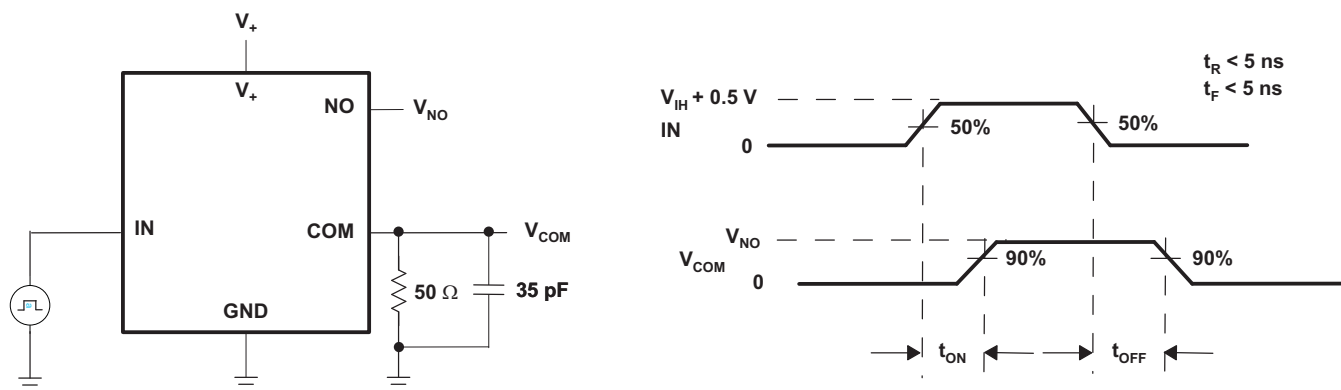 V+
V+
NO
VNO
IN
COM
VCOM
50 Ω
35 pF
GND
tR < 5 ns
tF < 5 ns
VIH + 0.5 V
IN
0
50%
50%
VNO
VCOM
0
90%
90%
tON
tOFF